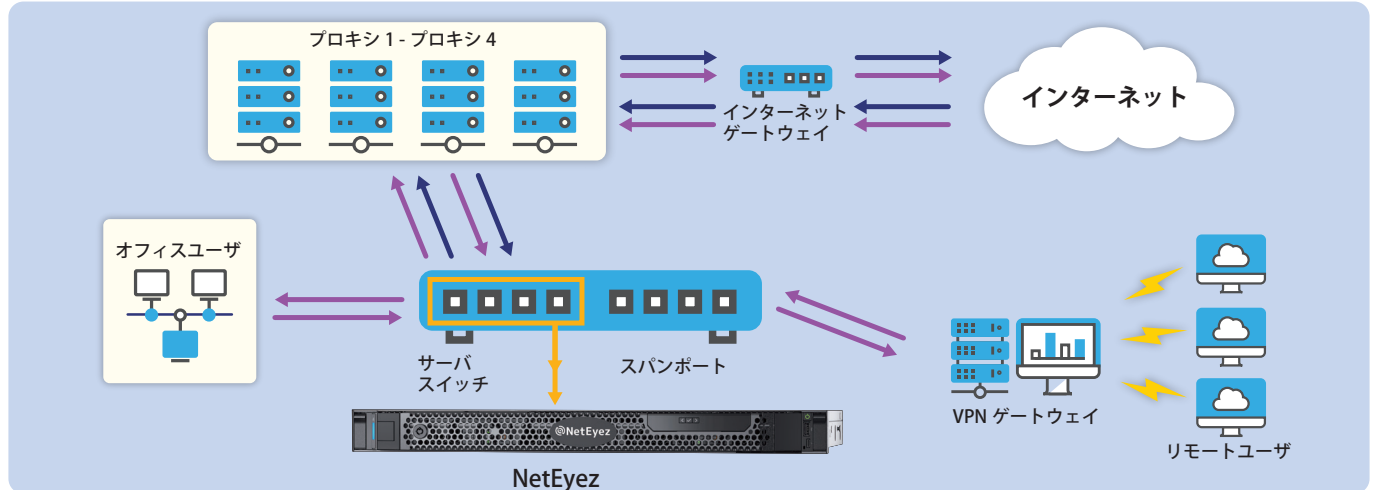 プロキシ 1 - プロキシ 4
インターネット
ゲートウェイ
インターネット
オフィスユーザ
サーバ
スイッチ
スパンポート
@NetEyez
NetEyez
VPN ゲートウェイ
リモートユーザ